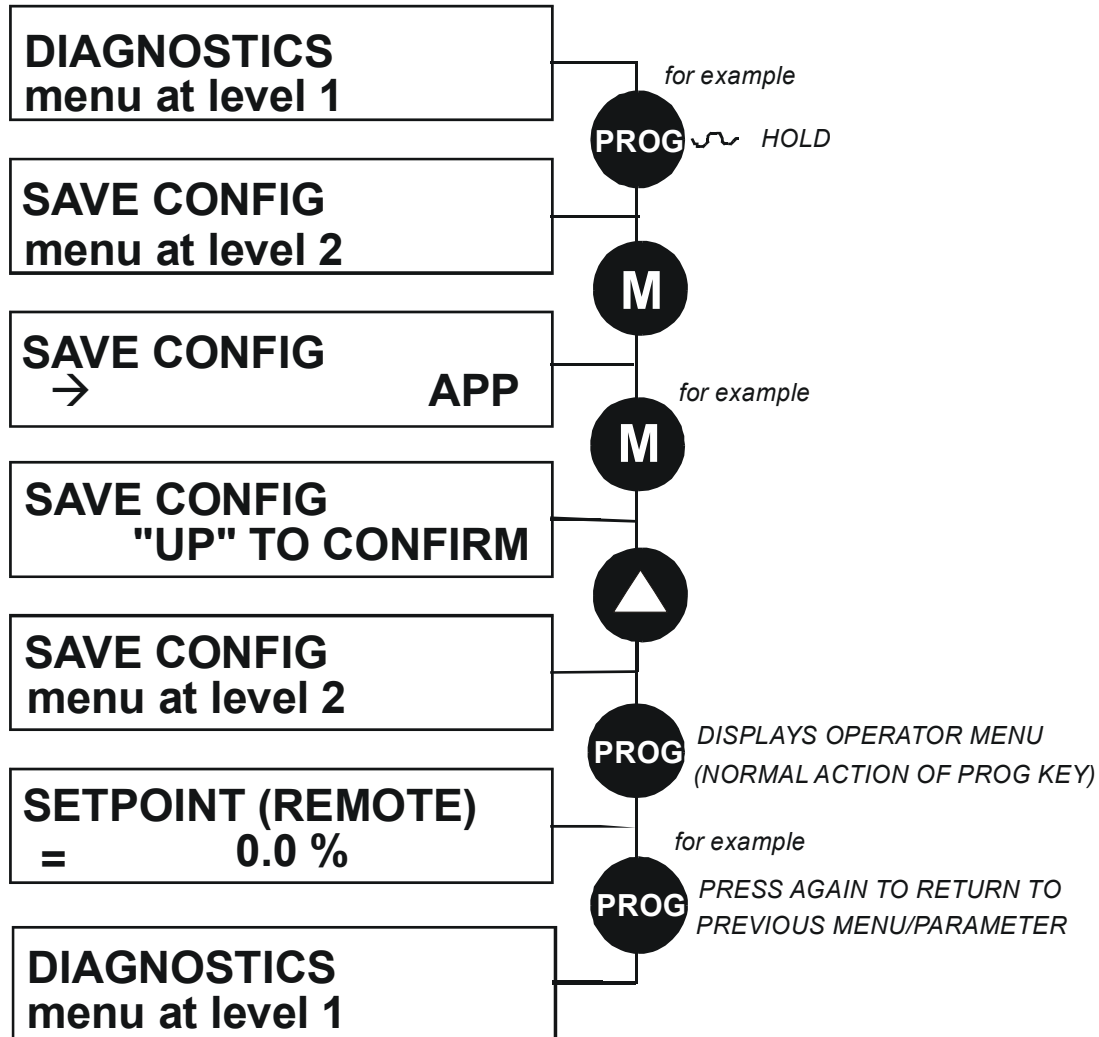 DIAGNOSTICS
menu at level 1
for example
PROG HOLD
SAVE CONFIG
menu at level 2
M
SAVE CONFIG
→ APP
for example
M
SAVE CONFIG
"UP" TO CONFIRM
SAVE CONFIG
menu at level 2
PROG
DISPLAYS OPERATOR MENU
(NORMAL ACTION OF PROG KEY)
SETPOINT (REMOTE)
= 0.0 %
for example
PROG
PRESS AGAIN TO RETURN TO
PREVIOUS MENU/PARAMETER
DIAGNOSTICS
menu at level 1